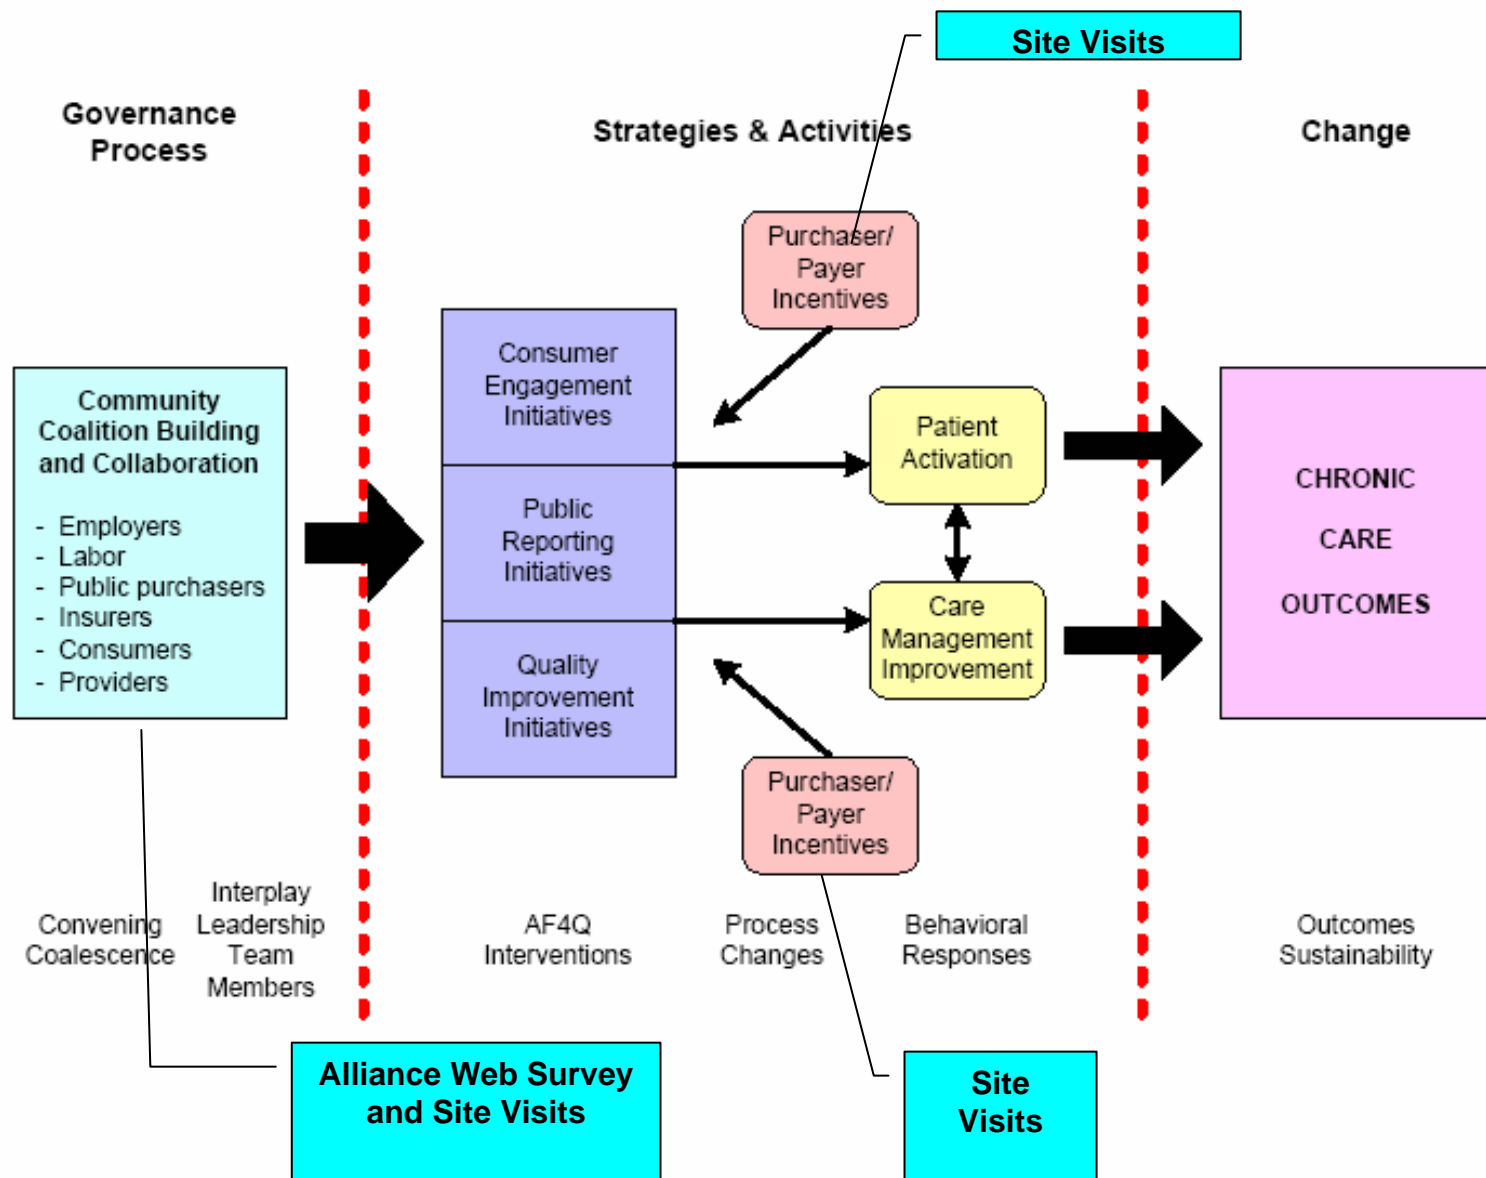 Site Visits
Governance
Process
Strategies & Activities
Change
Purchaser/
Payer
Incentives
Community
Coalition Building
and Collaboration
- Employers
- Labor
- Public purchasers
- Insurers
- Consumers
- Providers
Consumer
Engagement
Initiatives
Public
Reporting
Initiatives
Quality
Improvement
Initiatives
Patient
Activation
Care
Management
Improvement
CHRONIC
CARE
OUTCOMES
Purchaser/
Payer
Incentives
Convening
Coalescence
Interplay
Leadership
Team
Members
AF4Q
Interventions
Process
Changes
Behavioral
Responses
Outcomes
Sustainability
Alliance Web Survey
and Site Visits
Site
Visits